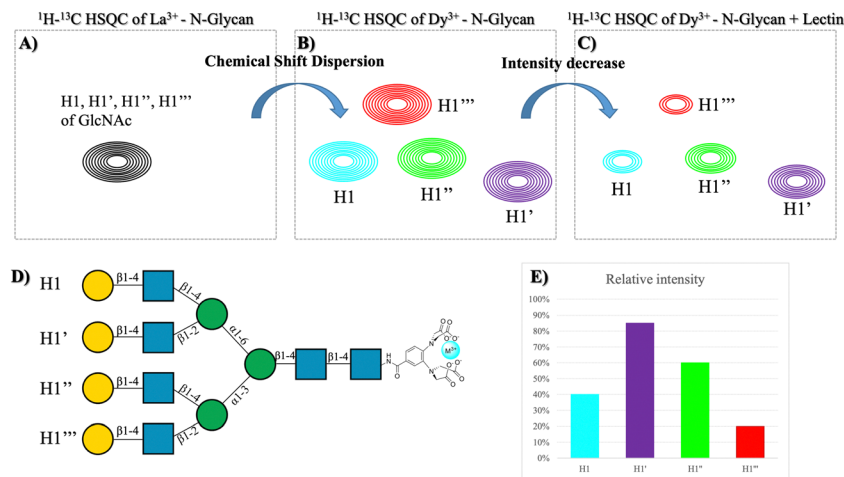 ¹H-¹³C HSQC of La³⁺ - N-Glycan
¹H-¹³C HSQC of Dy³⁺ - N-Glycan
¹H-¹³C HSQC of Dy³⁺ - N-Glycan + Lectin
A)
B)
C)
Chemical Shift Dispersion
Intensity decrease
H1, H1’, H1’’, H1’’’
of GlcNAc
H1’’’
H1
H1’’
H1’
H1’’’
H1
H1’’
H1’
D)
H1
β1-4
β1-4
H1’
β1-4
β1-2
α1-6
β1-4
β1-4
H1’’
β1-4
β1-4
α1-3
H1’’’
β1-4
β1-2
H
N
O
N
N
O
O⁻
O
O⁻
M³⁺
O⁻
O
O⁻
O
E)
Relative intensity
100%
90%
80%
70%
60%
50%
40%
30%
20%
10%
0%
H1
H1'
H1''
H1'''